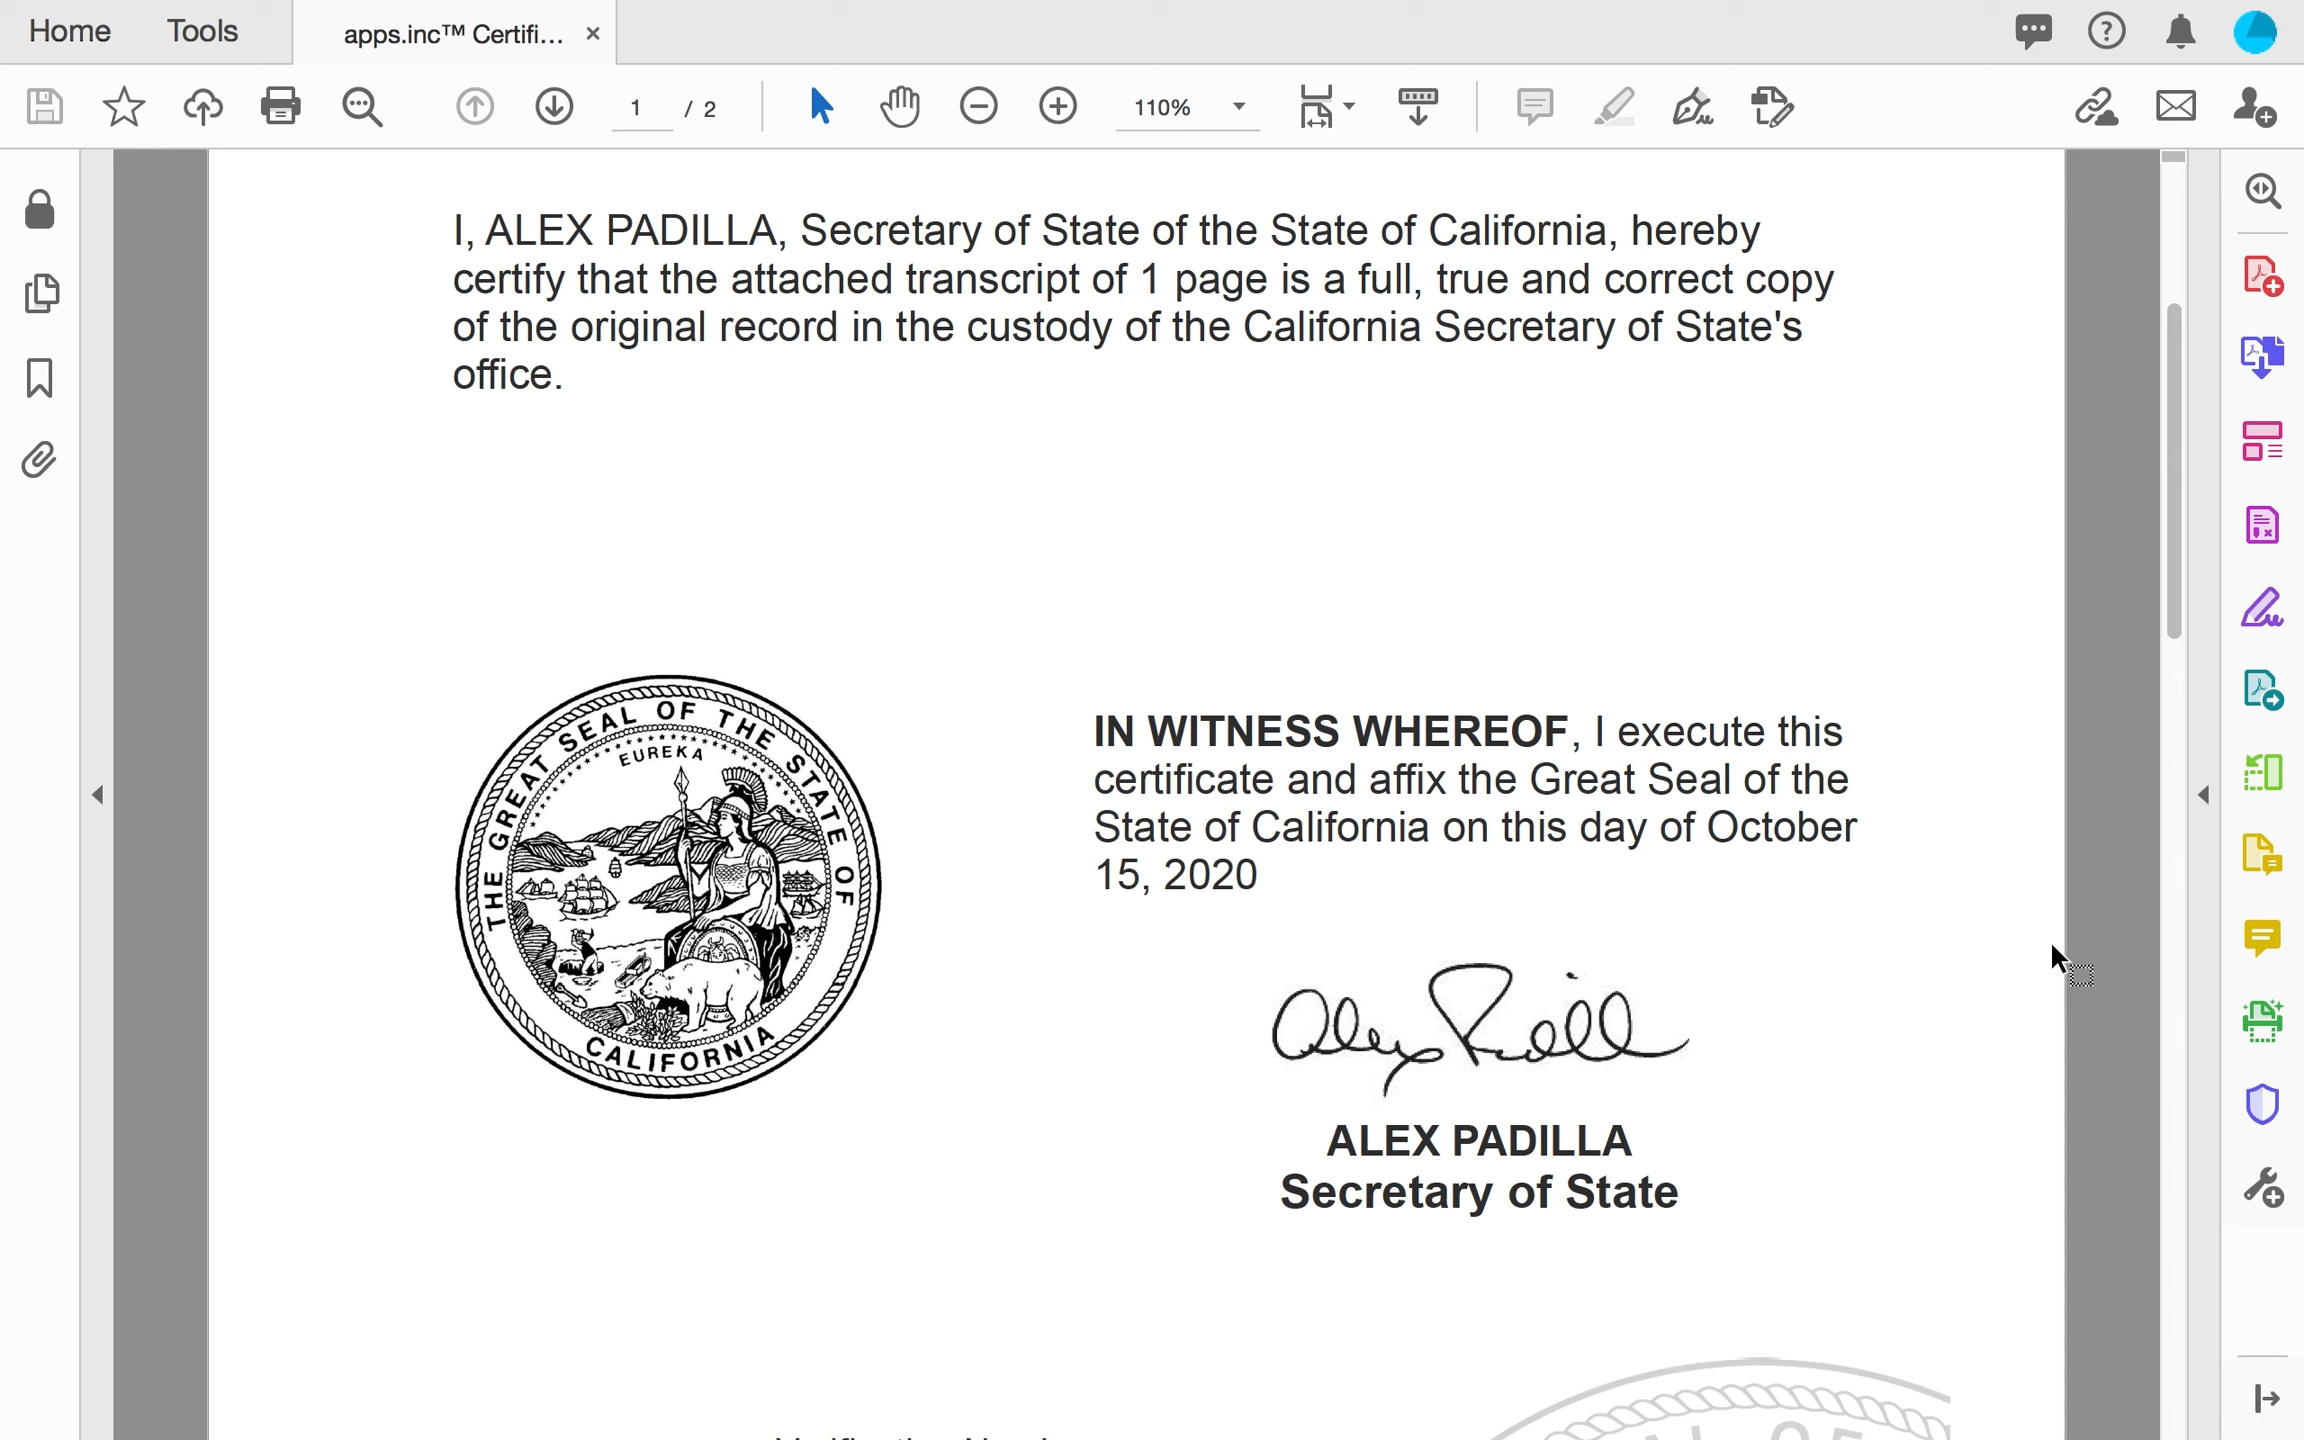 Home Tools apps.inc™ Certifi... ×
1 / 2 110%
I, ALEX PADILLA, Secretary of State of the State of California, hereby
certify that the attached transcript of 1 page is a full, true and correct copy
of the original record in the custody of the California Secretary of State's
office.
THE GREAT SEAL OF THE STATE OF
EUREKA
CALIFORNIA
IN WITNESS WHEREOF, I execute this
certificate and affix the Great Seal of the
State of California on this day of October
15, 2020
ALEX PADILLA
Secretary of State